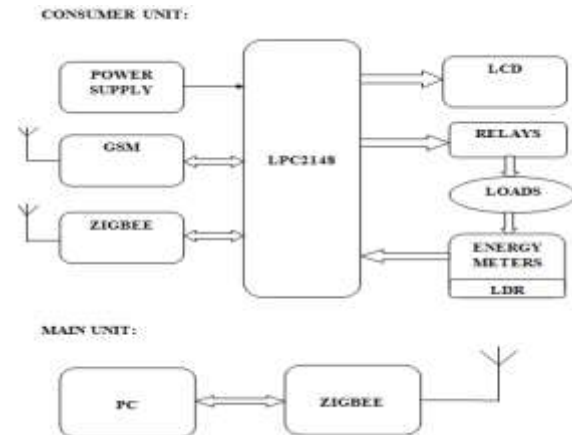 CONSUMER UNIT:
POWER
SUPPLY
GSM
ZIGBEE
LPC2148
LCD
RELAYS
LOADS
ENERGY
METERS
LDR
MAIN UNIT:
PC
ZIGBEE